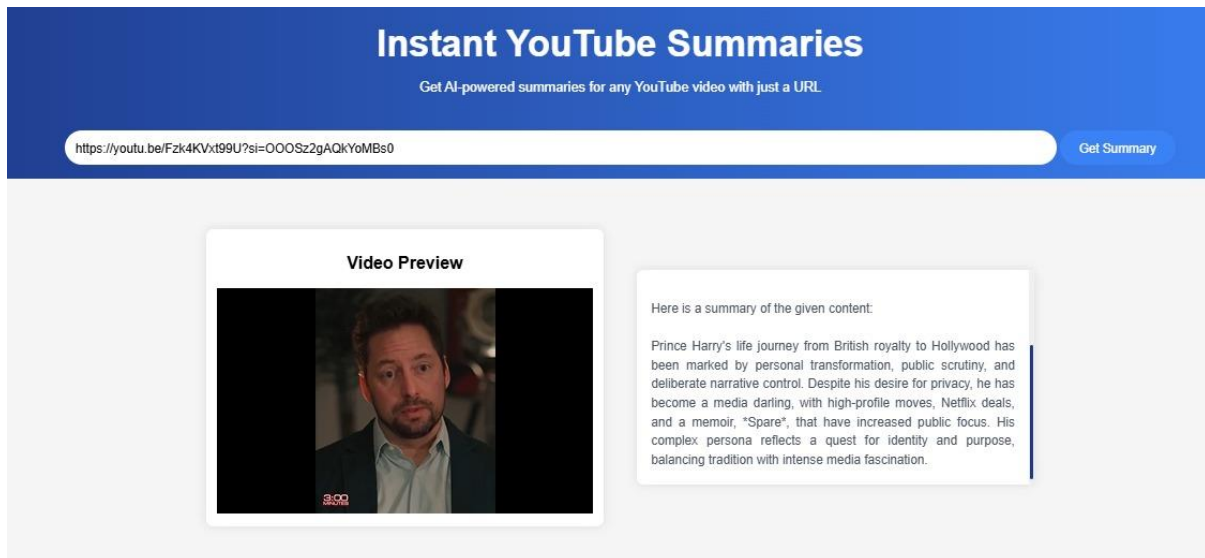 Instant YouTube Summaries
Get AI-powered summaries for any YouTube video with just a URL
https://youtu.be/Fzk4KVxt99U?si=OOOSz2gAQkYoMBs0
Get Summary
Video Preview
3:00
MINUTES
Here is a summary of the given content:
Prince Harry's life journey from British royalty to Hollywood has
been marked by personal transformation, public scrutiny, and
deliberate narrative control. Despite his desire for privacy, he has
become a media darling, with high-profile moves, Netflix deals,
and a memoir, *Spare*, that have increased public focus. His
complex persona reflects a quest for identity and purpose,
balancing tradition with intense media fascination.